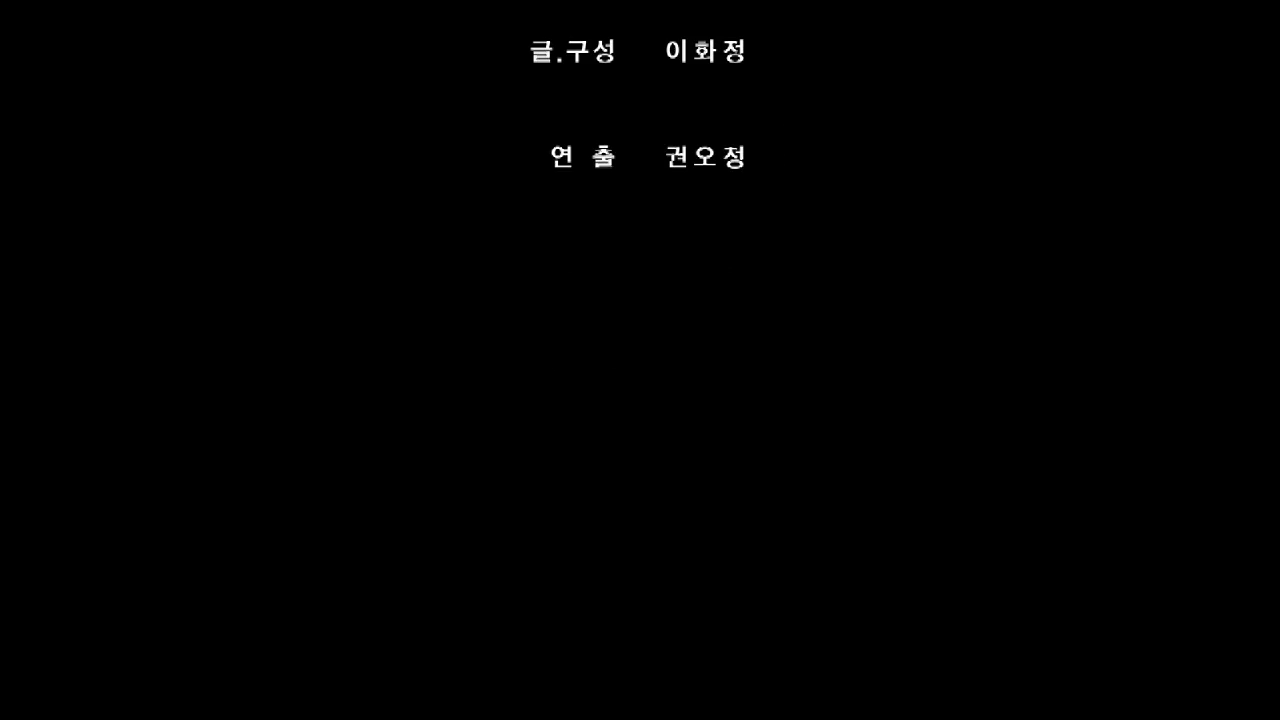 글.구성 이화정
연 출 권오정